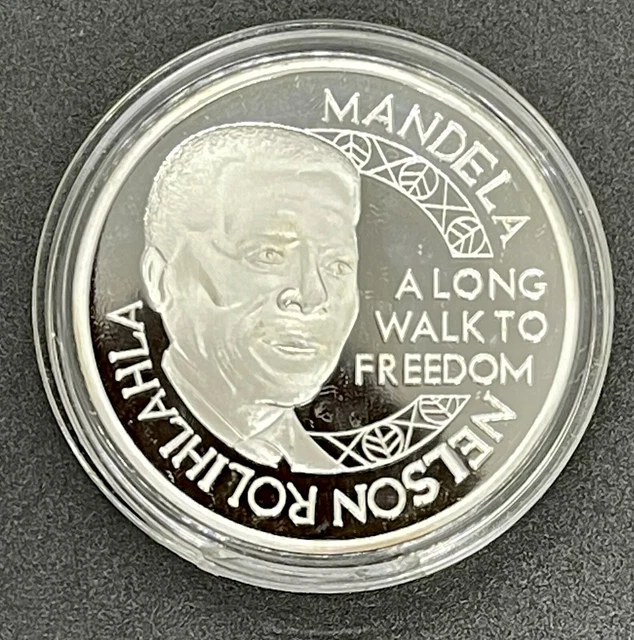 MANDELA
A LONG
WALK TO
FREEDOM
NELSON ROLIHLAHLA